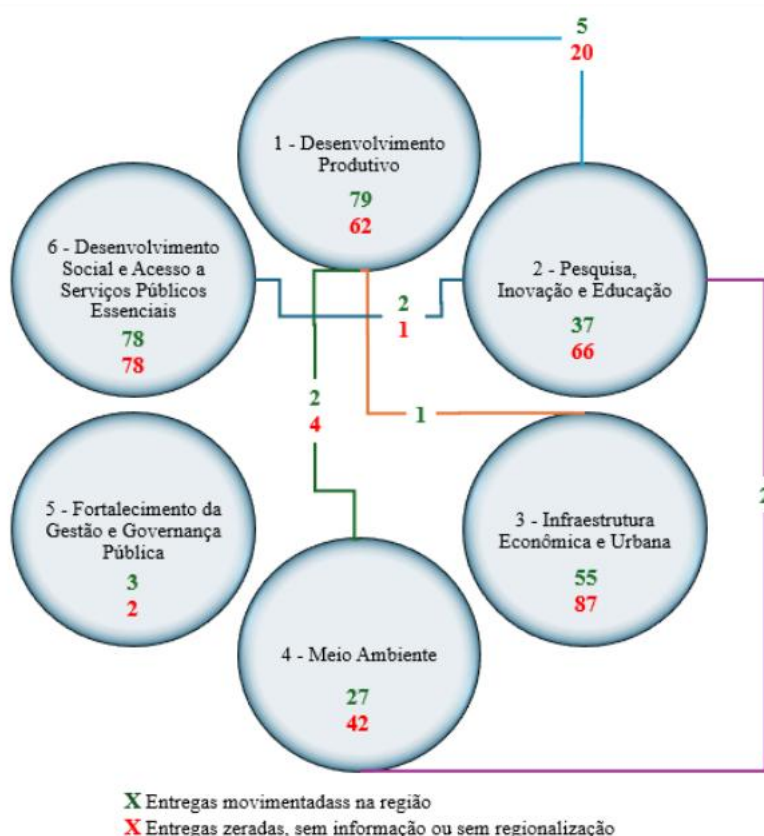 5
20
1 - Desenvolvimento
Produtivo
79
62
6 - Desenvolvimento
Social e Acesso a
Serviços Públicos
Essenciais
78
78
2 - Pesquisa,
Inovação e Educação
37
66
2
1
2
4
1
5 - Fortalecimento da
Gestão e Governança
Pública
3
2
3 - Infraestrutura
Econômica e Urbana
55
87
2
4 - Meio Ambiente
27
42
X Entregas movimentadass na região
X Entregas zeradas, sem informação ou sem regionalização